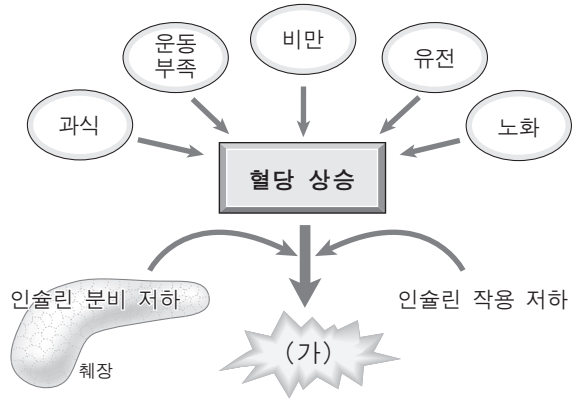 비만
운동
부족
유전
과식
노화
혈당 상승
인슐린 분비 저하
인슐린 작용 저하
(가)
췌장